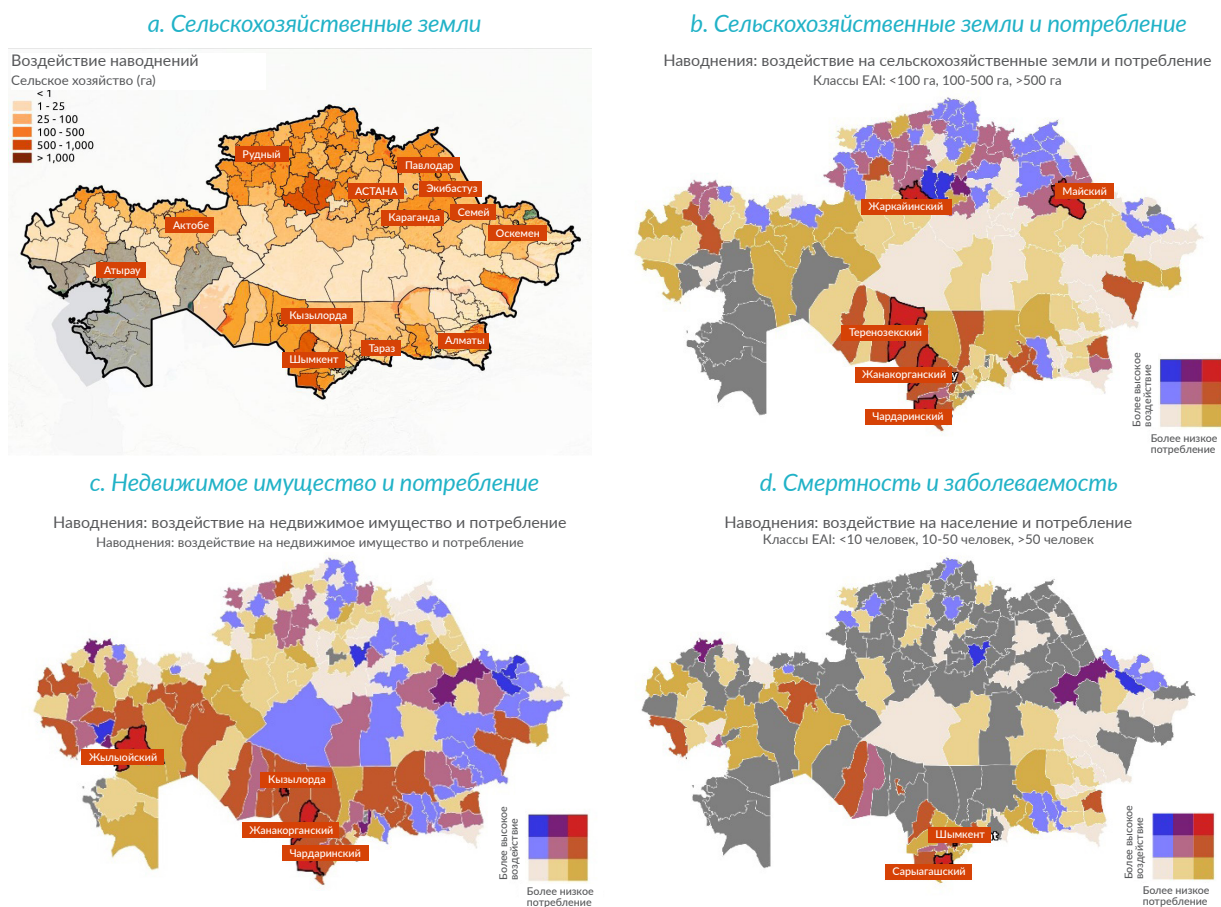 a. Сельскохозяйственные земли
Воздействие наводнений
Сельское хозяйство (га)
< 1
1 - 25
25 - 100
100 - 500
500 - 1,000
> 1,000
Рудный
Павлодар
АСТАНА
Экибастуз
Караганда
Семей
Оскемен
Актобе
Атырау
Кызылорда
Шымкент
Тараз
Алматы
b. Сельскохозяйственные земли и потребление
Наводнения: воздействие на сельскохозяйственные земли и потребление
Классы EAI: <100 га, 100-500 га, >500 га
Жаркаинский
Майский
Теренозекский
Жанакорганский
у
Чардаринский
Более высокое
воздействие
Более низкое
потребление
c. Недвижимое имущество и потребление
Наводнения: воздействие на недвижимое имущество и потребление
Наводнения: воздействие на недвижимое имущество и потребление
Жылыойский
Кызылорда
Жанакорганский
Чардаринский
Более высокое
воздействие
Более низкое
потребление
d. Смертность и заболеваемость
Наводнения: воздействие на население и потребление
Классы EAI: <10 человек, 10-50 человек, >50 человек
Шымкент
t
Сарыагашский
Более высокое
воздействие
Более низкое
потребление